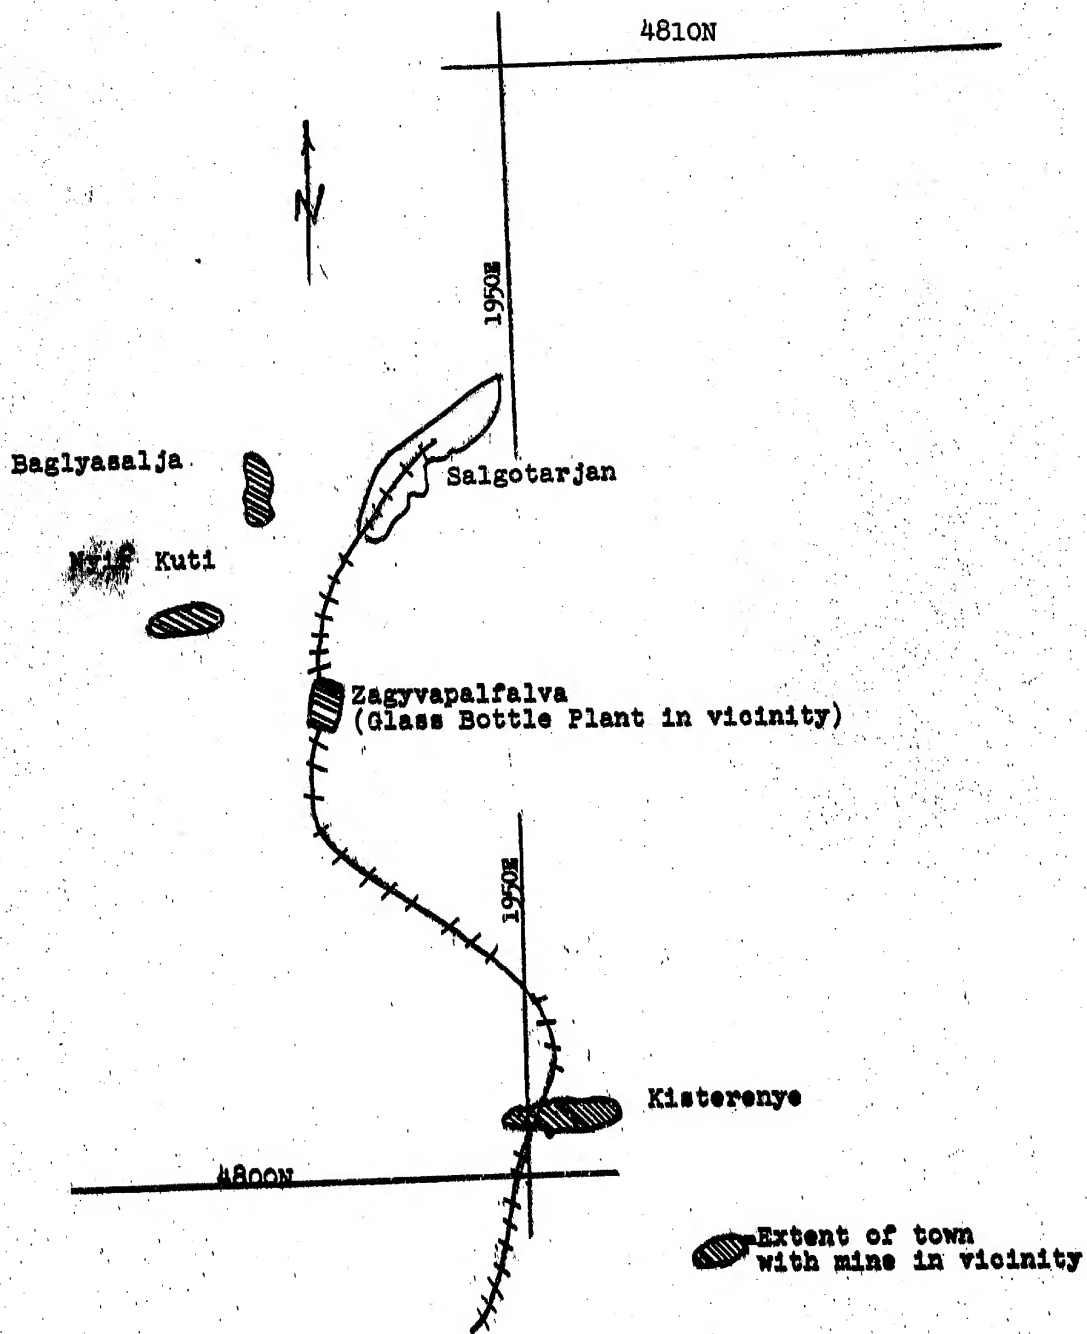 4810N
N
1950E
Baglyasalja
Salgotarjan
Kuti
Zagyvapalfalva
(Glass Bottle Plant in vicinity)
1950E
Kisterenye
4800N
Extent of town
with mine in vicinity